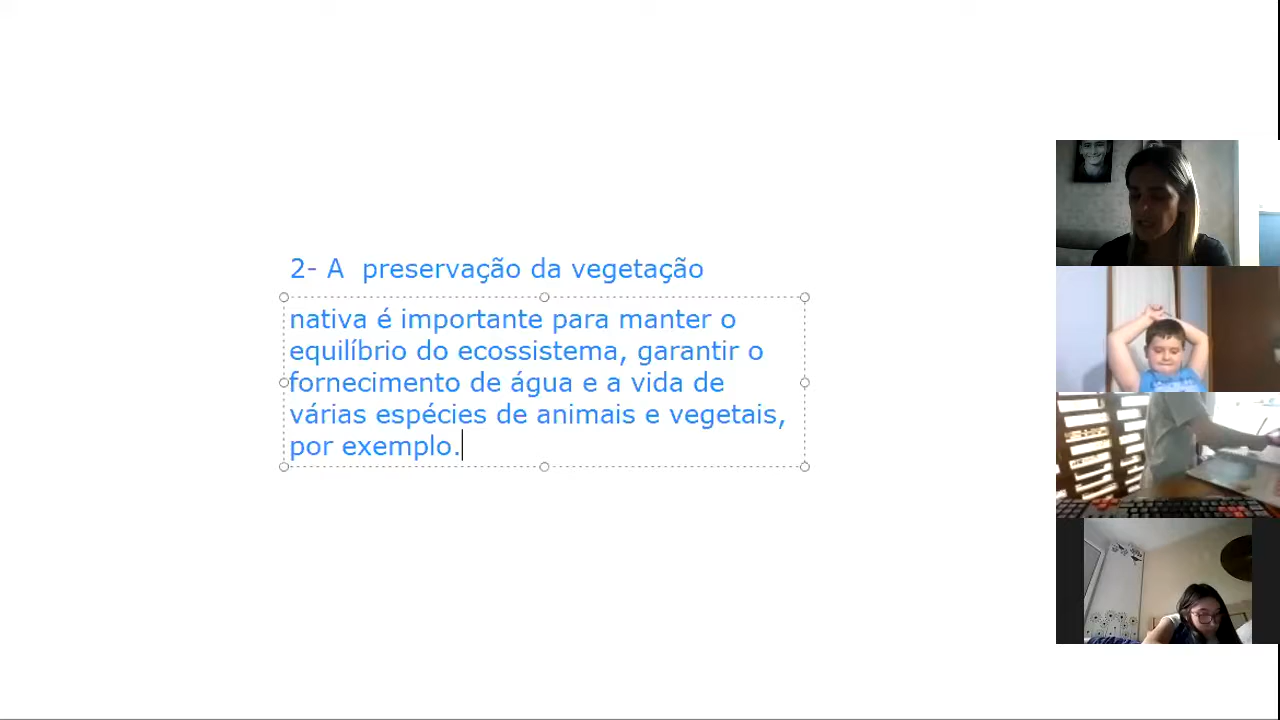 2- A  preservação da vegetação
nativa é importante para manter o
equilíbrio do ecossistema, garantir o
fornecimento de água e a vida de
várias espécies de animais e vegetais,
por exemplo.